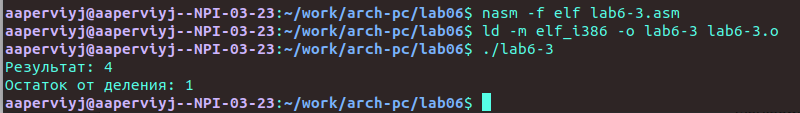 aaperviyj@aaperviyj--NPI-03-23:~/work/arch-pc/lab06$ nasm -f elf lab6-3.asm
aaperviyj@aaperviyj--NPI-03-23:~/work/arch-pc/lab06$ ld -m elf_i386 -o lab6-3 lab6-3.o
aaperviyj@aaperviyj--NPI-03-23:~/work/arch-pc/lab06$ ./lab6-3
Результат: 4
Остаток от деления: 1
aaperviyj@aaperviyj--NPI-03-23:~/work/arch-pc/lab06$